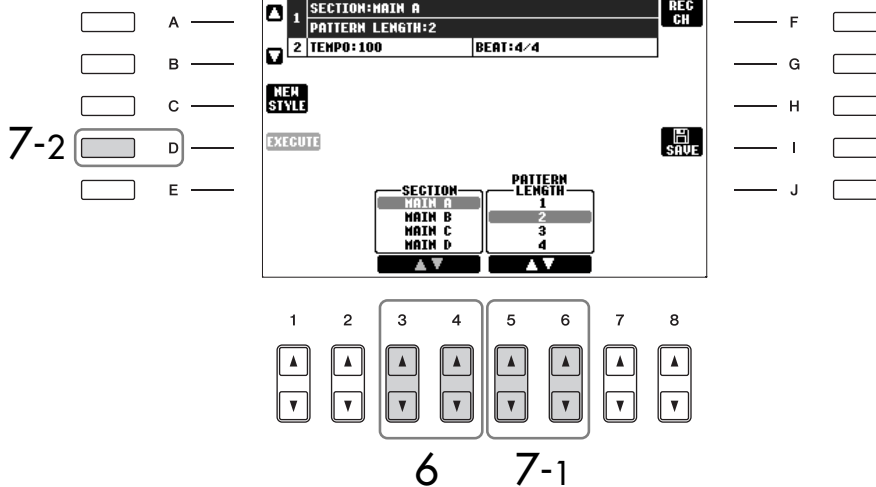 A
1 SECTION:MAIN A
REC CH
F
PATTERN LENGTH:2
B
2 TEMPO:100 BEAT:4/4
G
C
NEW STYLE
H
7-2
D
EXECUTE
SAVE
I
E
J
SECTION
PATTERN LENGTH
MAIN A 1
MAIN B 2
MAIN C 3
MAIN D 4
1 2 3 4 5 6 7 8
6 7-1